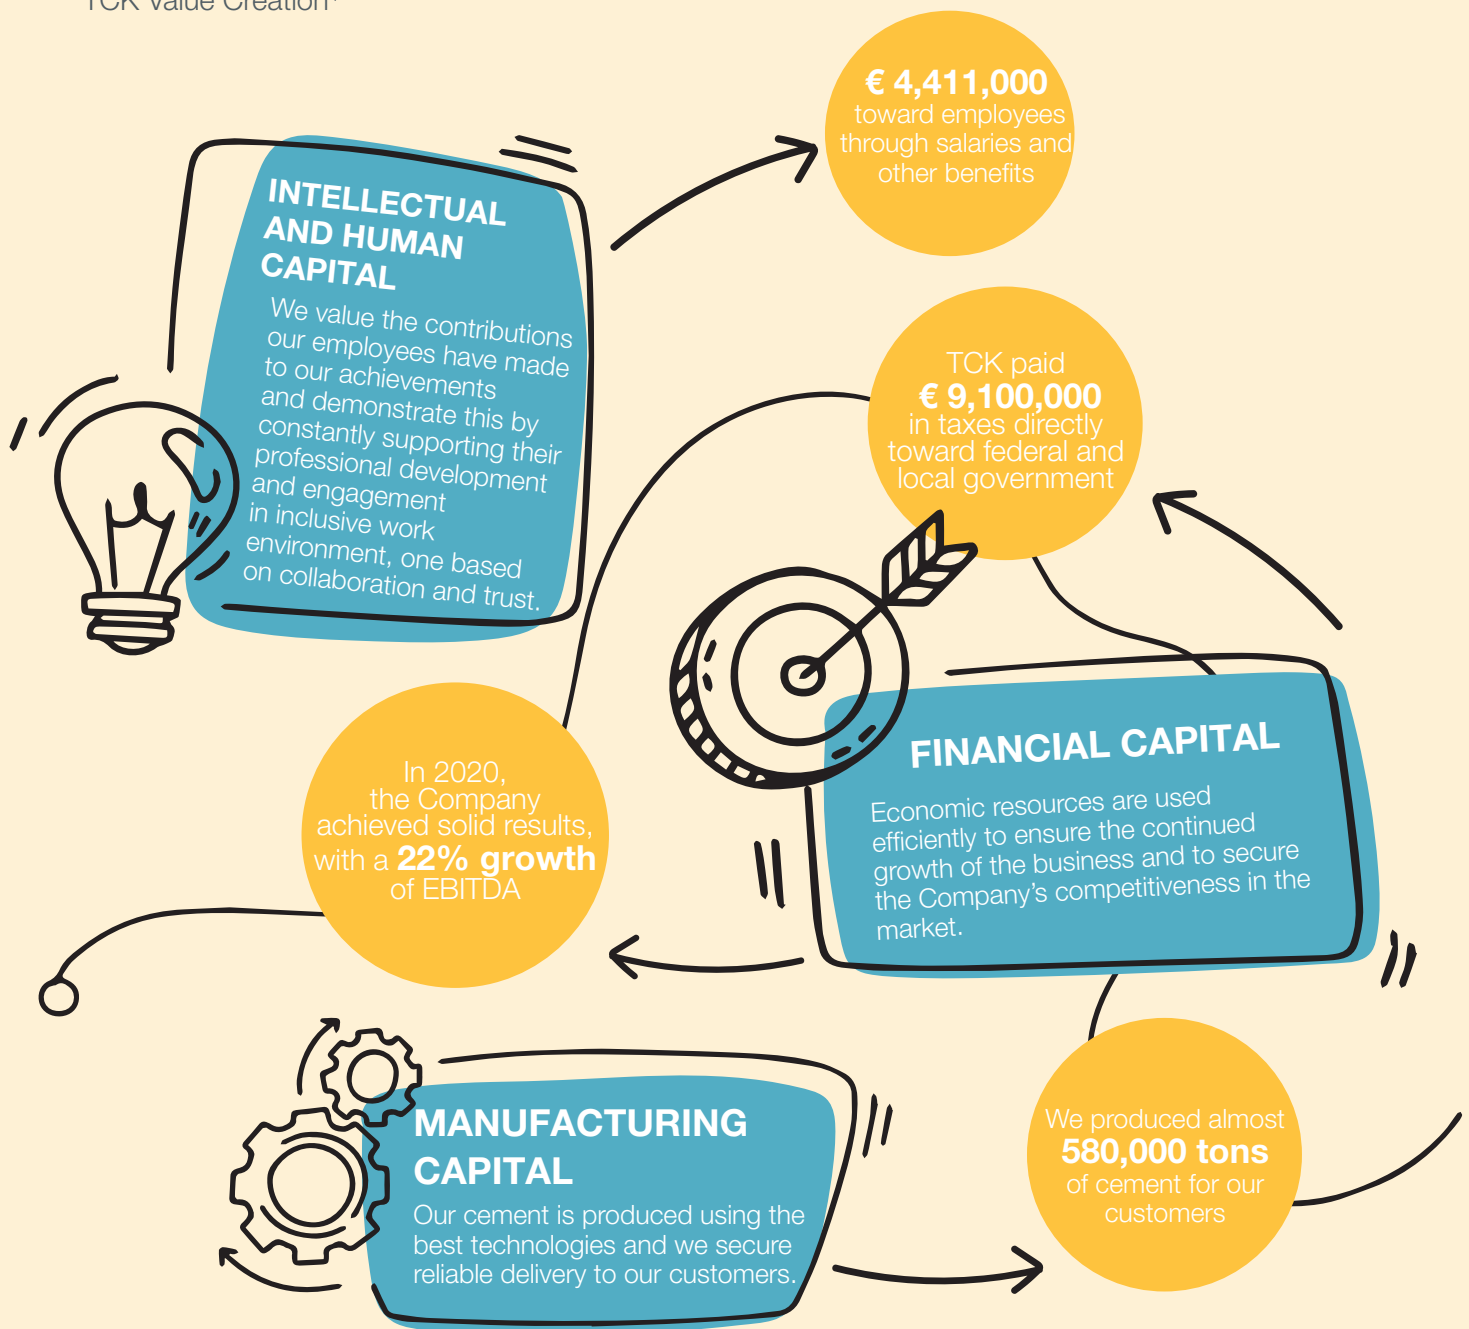 TCK Value Creation
€ 4,411,000
toward employees
through salaries and
other benefits
INTELLECTUAL
AND HUMAN
CAPITAL
We value the contributions
our employees have made
to our achievements
and demonstrate this by
constantly supporting their
professional development
and engagement
in inclusive work
environment, one based
on collaboration and trust.
TCK paid
€ 9,100,000
in taxes directly
toward federal and
local government
FINANCIAL CAPITAL
Economic resources are used
efficiently to ensure the continued
growth of the business and to secure
the Company's competitiveness in the
market.
In 2020,
the Company
achieved solid results,
with a 22% growth
of EBITDA
MANUFACTURING
CAPITAL
Our cement is produced using the
best technologies and we secure
reliable delivery to our customers.
We produced almost
580,000 tons
of cement for our
customers